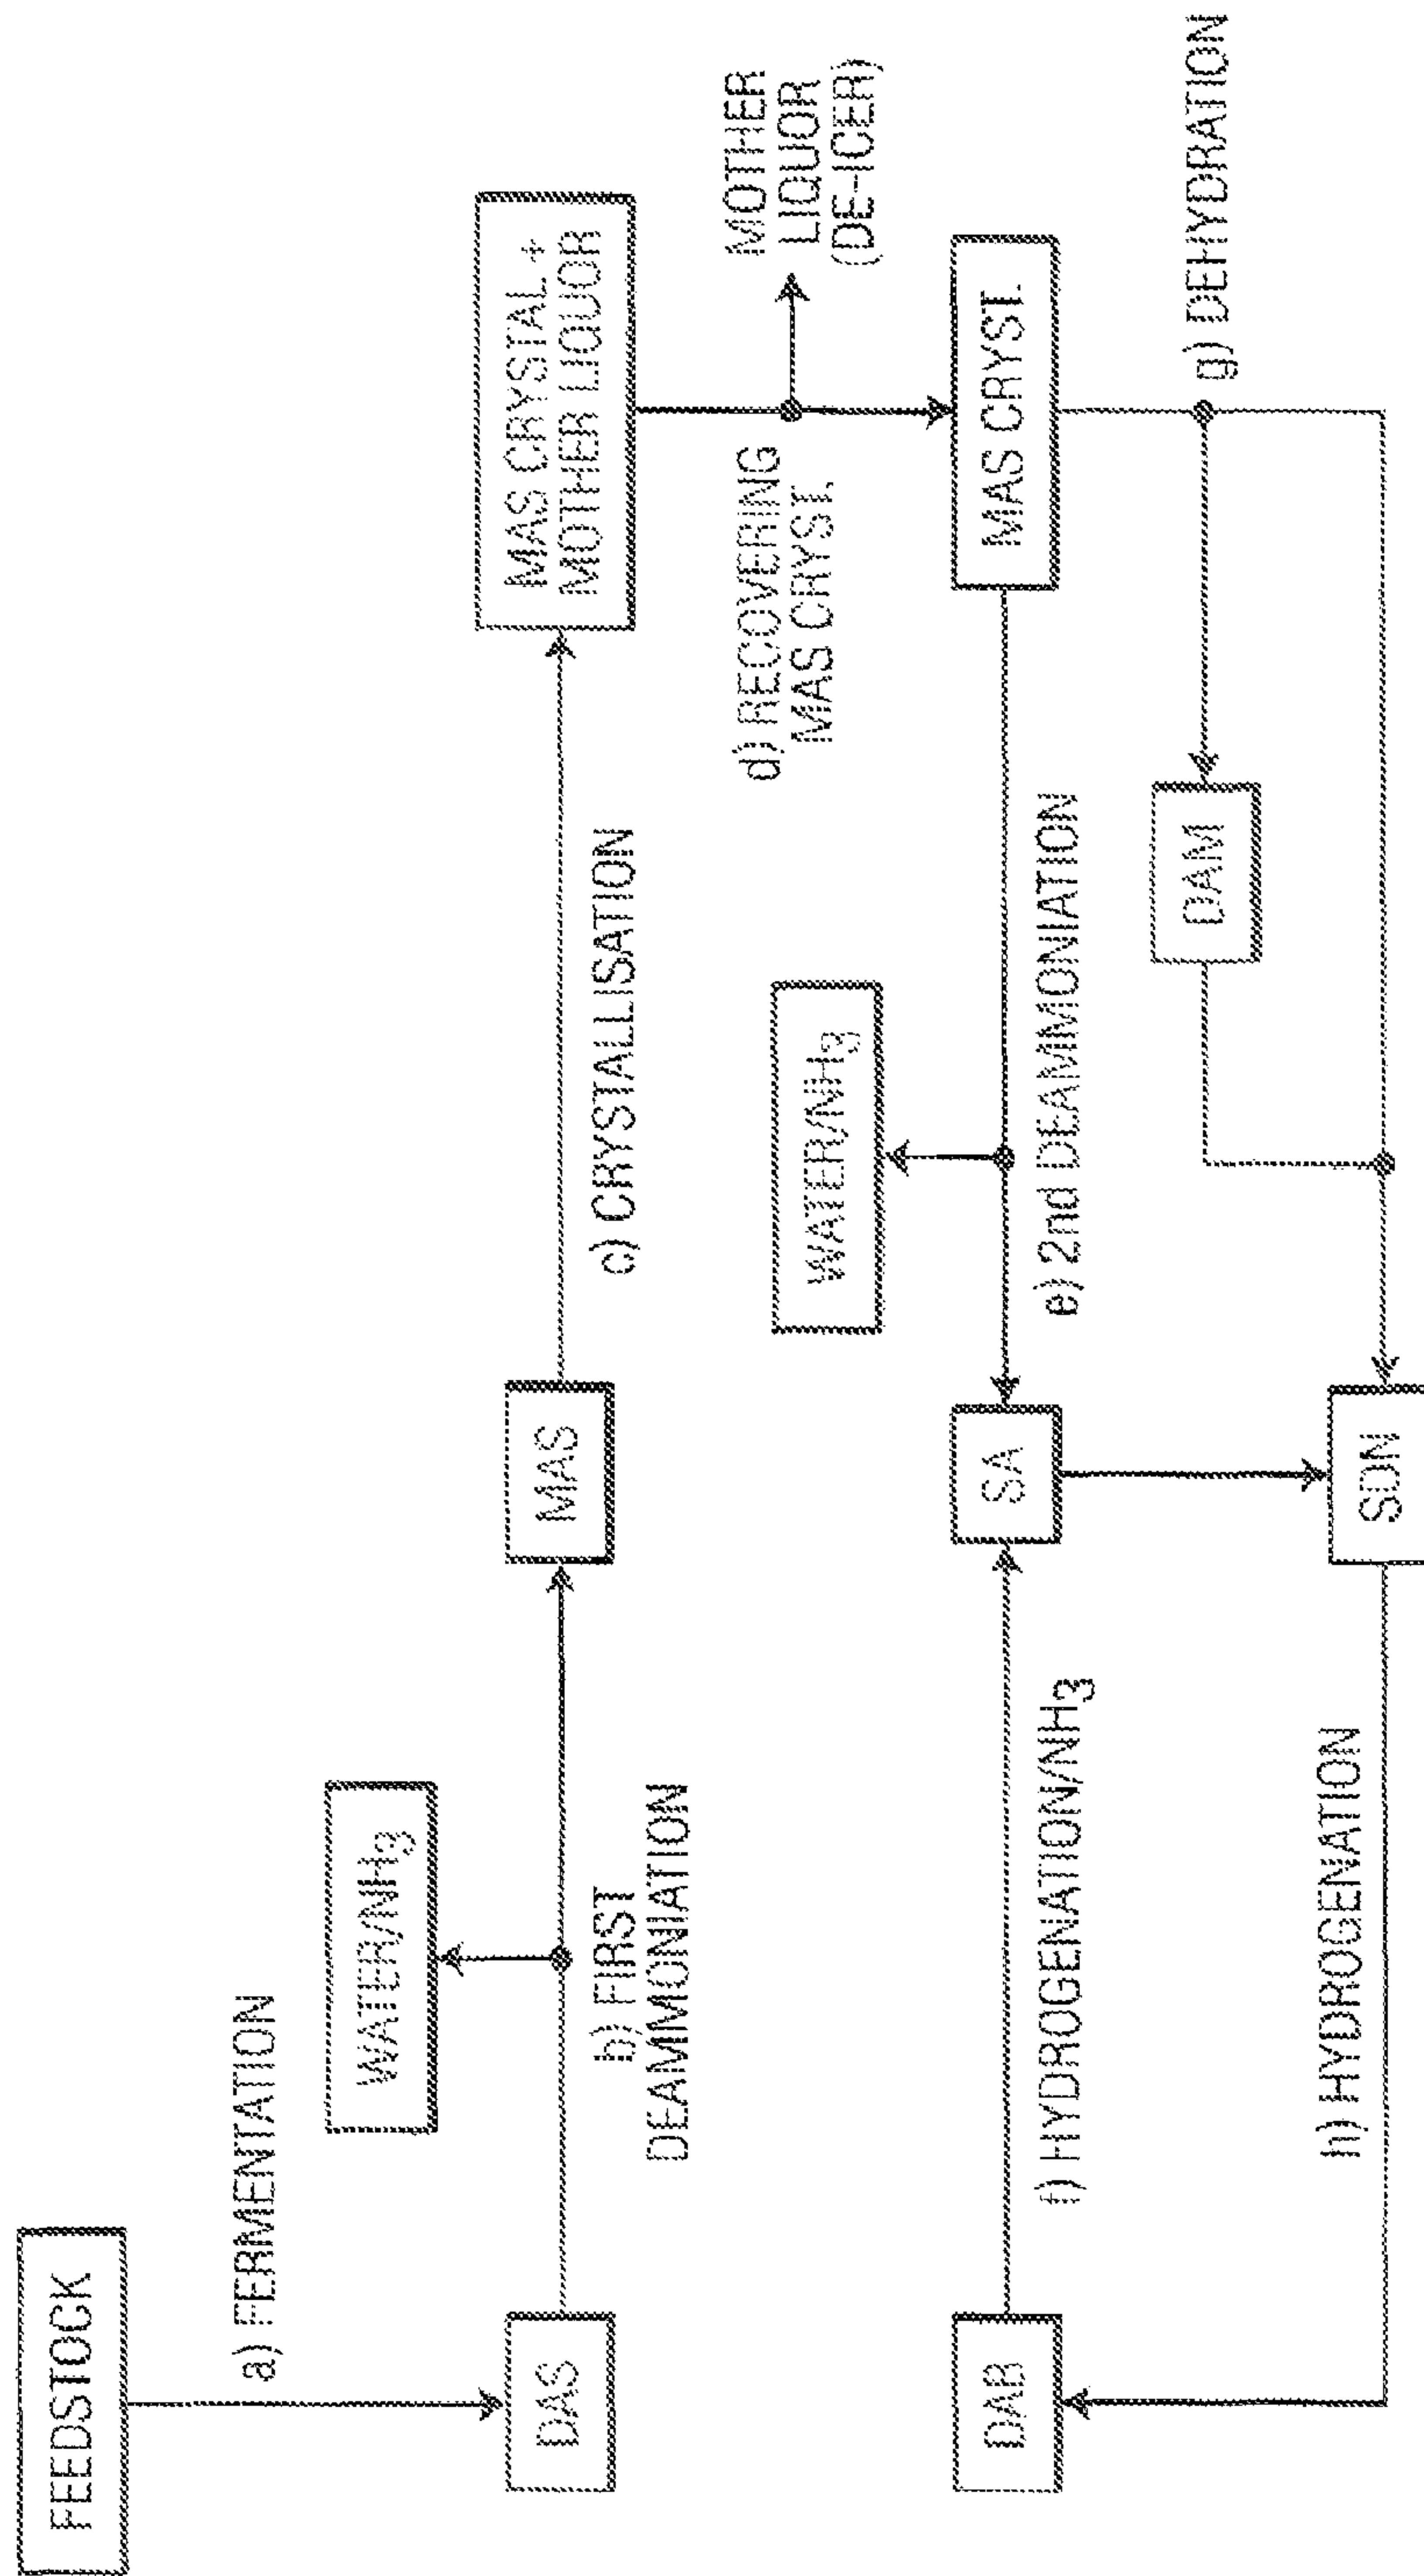 FEEDSTOCK
a) FERMENTATION
DAS
WATER/NH3
b) FIRST
DEAMMONIATION
MAS
c) CRYSTALLISATION
MAS CRYSTAL +
MOTHER LIQUOR
d) RECOVERING
MAS CRYST.
MOTHER
LIQUOR
(DE-ICER)
MAS CRYST.
WATER/NH3
e) 2nd DEAMMONIATION
SA
f) HYDROGENATION/NH3
DAB
g) DEHYDRATION
DAM
SDN
h) HYDROGENATION